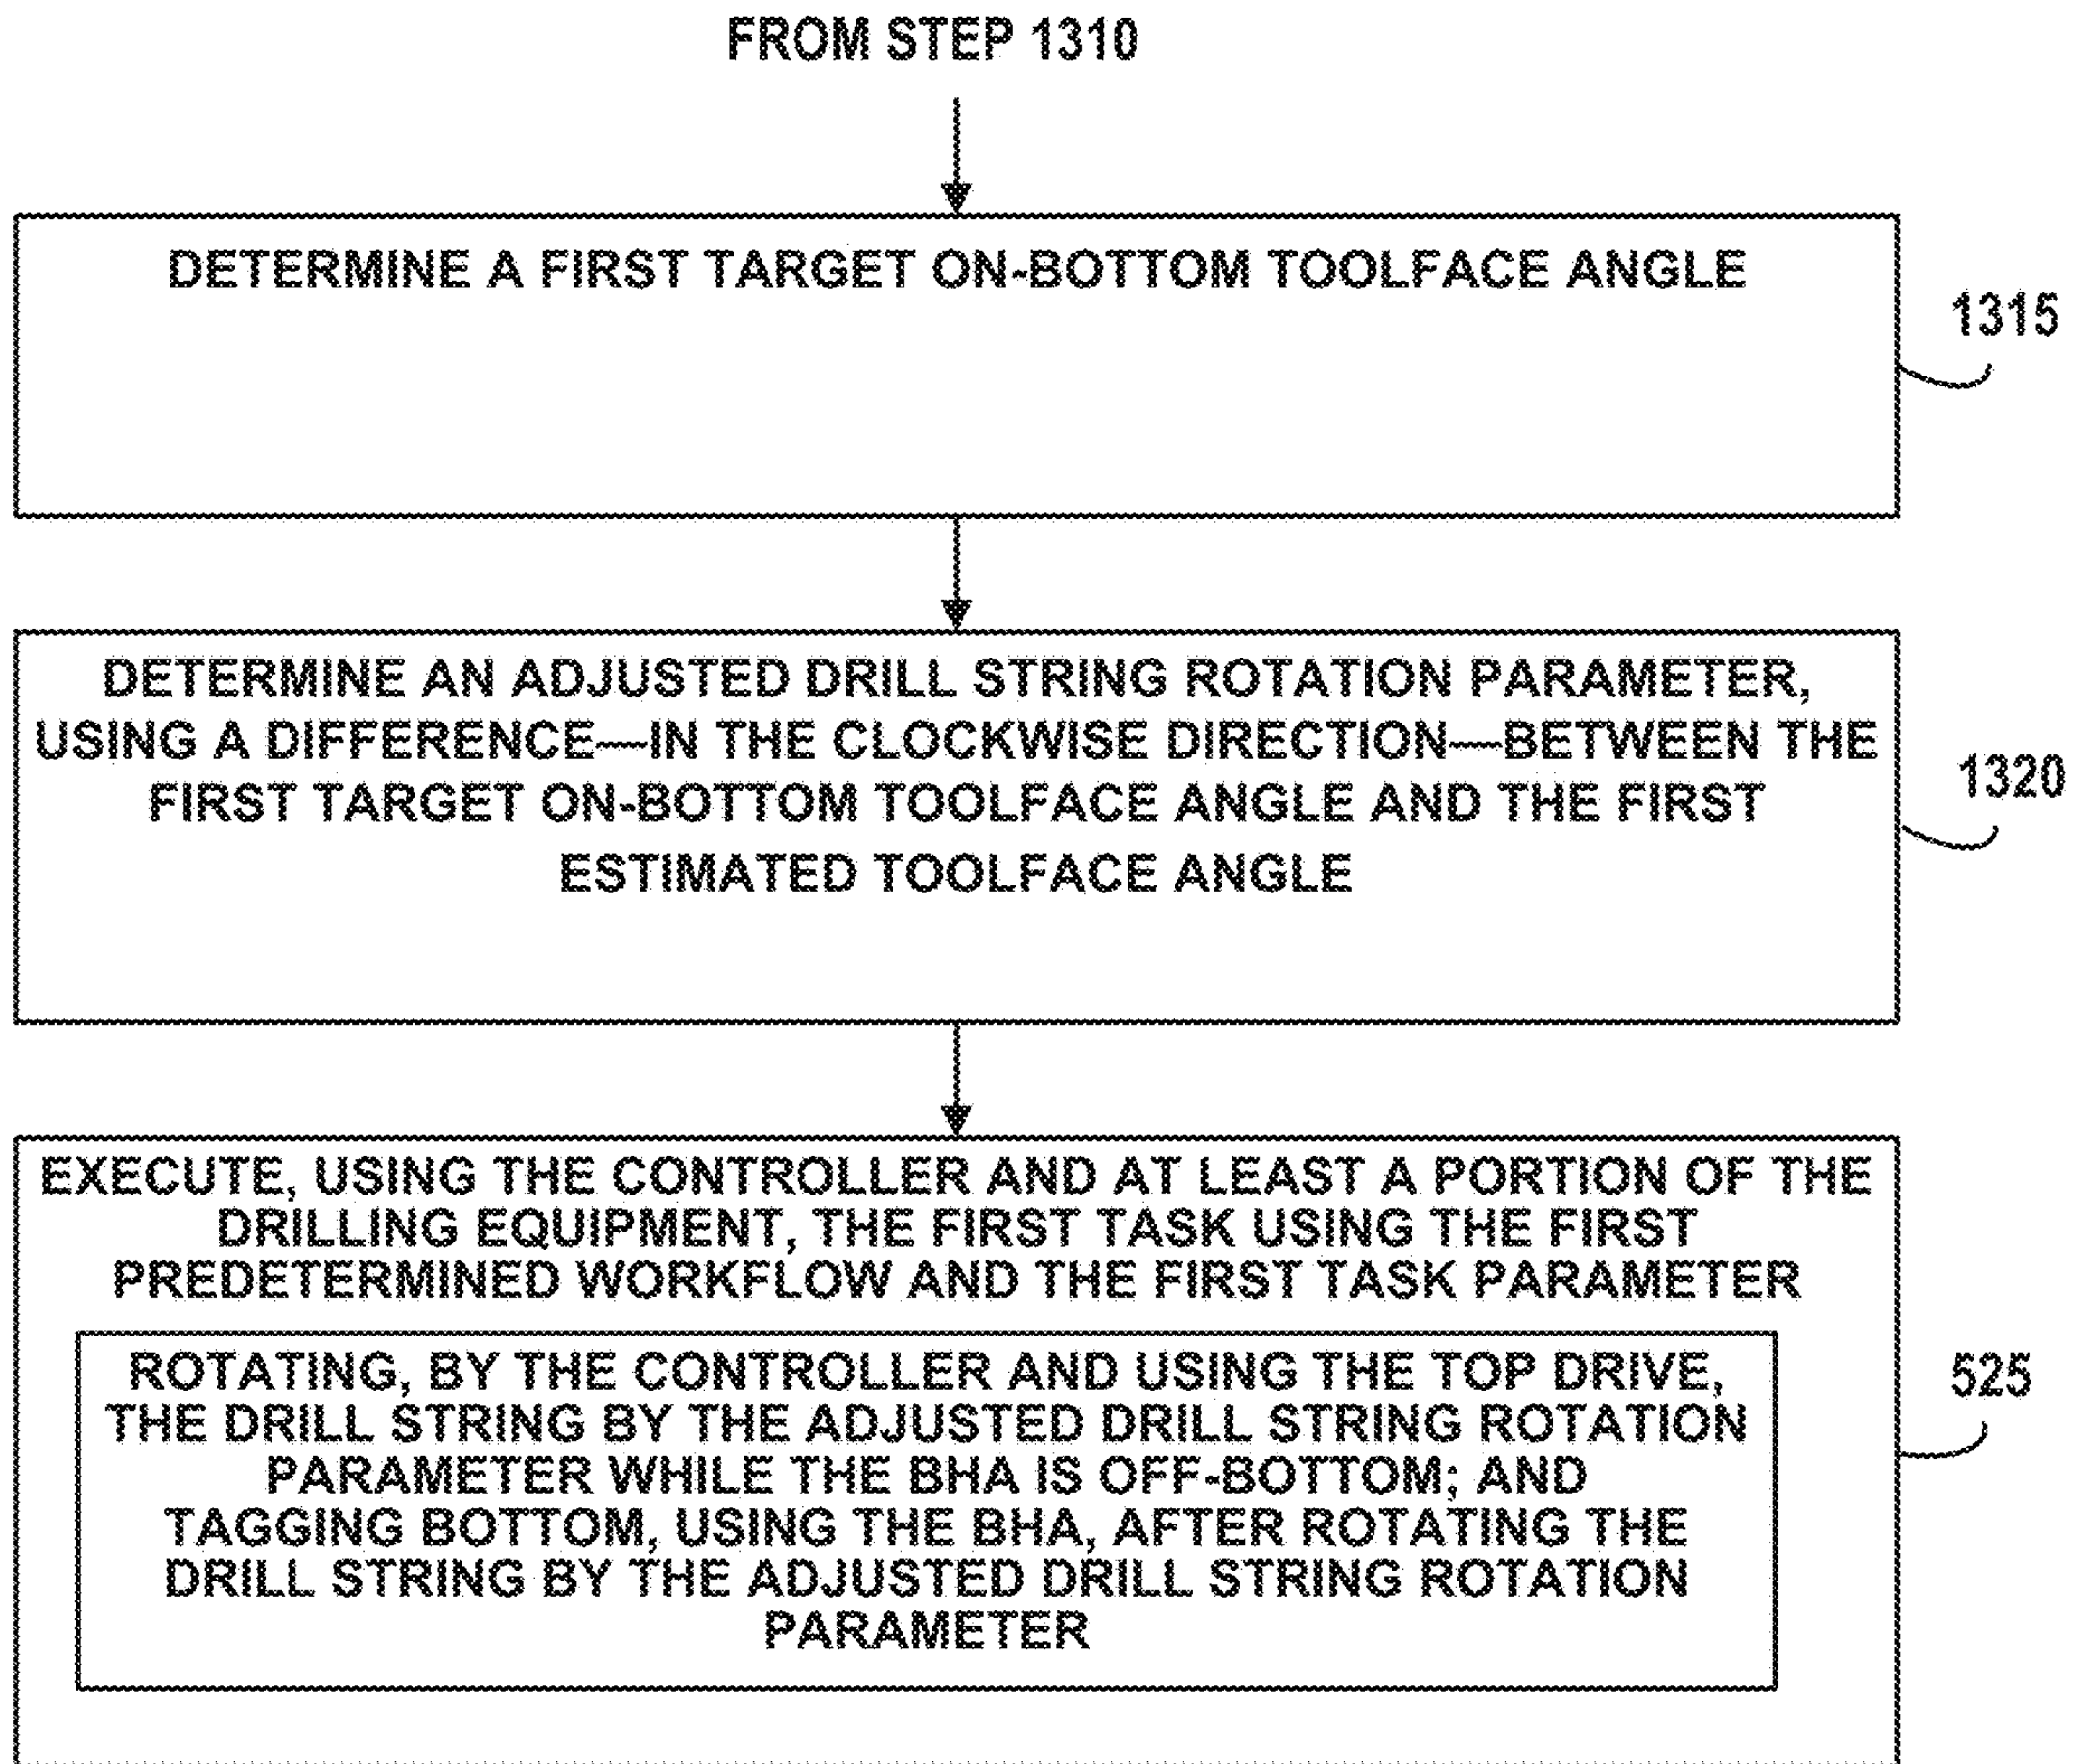 FROM STEP 1310
DETERMINE A FIRST TARGET ON-BOTTOM TOOLFACE ANGLE
1315
DETERMINE AN ADJUSTED DRILL STRING ROTATION PARAMETER,
USING A DIFFERENCE—IN THE CLOCKWISE DIRECTION—BETWEEN THE
FIRST TARGET ON-BOTTOM TOOLFACE ANGLE AND THE FIRST
ESTIMATED TOOLFACE ANGLE
1320
EXECUTE, USING THE CONTROLLER AND AT LEAST A PORTION OF THE
DRILLING EQUIPMENT, THE FIRST TASK USING THE FIRST
PREDETERMINED WORKFLOW AND THE FIRST TASK PARAMETER
ROTATING, BY THE CONTROLLER AND USING THE TOP DRIVE,
THE DRILL STRING BY THE ADJUSTED DRILL STRING ROTATION
PARAMETER WHILE THE BHA IS OFF-BOTTOM; AND
TAGGING BOTTOM, USING THE BHA, AFTER ROTATING THE
DRILL STRING BY THE ADJUSTED DRILL STRING ROTATION
PARAMETER
525